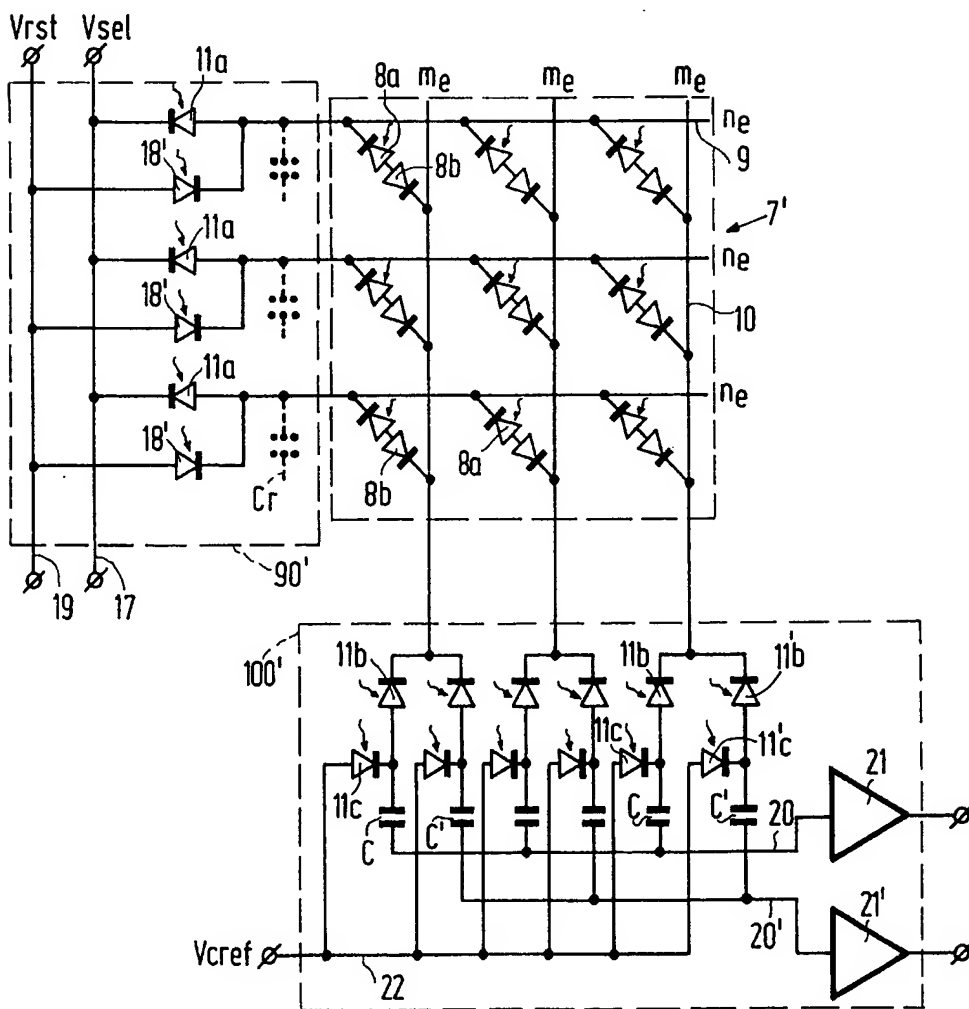 Vrst Vsel
11a 8a me me me
ne
9
18' 8b
7'
11a ne
18' 10
11a ne
18' 8a
8b
Cr
90'
19 17
100' 11b 11b 11'b
11c 11'c
11c 21
C C' C C' 20
21'
20'
Vcref
22